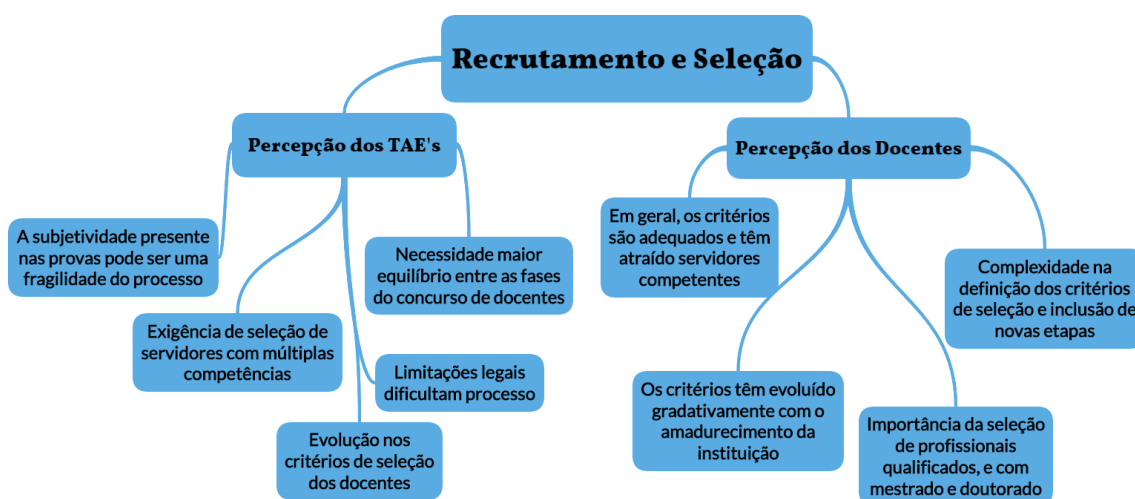 Recrutamento e Seleção
Percepção dos TAE's
A subjetividade presente
nas provas pode ser uma
fragilidade do processo
Exigência de seleção de
servidores com múltiplas
competências
Evolução nos
critérios de seleção
dos docentes
Limitações legais
dificultam processo
Necessidade maior
equilíbrio entre as fases
do concurso de docentes
Percepção dos Docentes
Em geral, os critérios
são adequados e têm
atraído servidores
competentes
Os critérios têm evoluído
gradativamente com o
amadurecimento da
instituição
Importância da seleção
de profissionais
qualificados, e com
mestrado e doutorado
Complexidade na
definição dos critérios
de seleção e inclusão de
novas etapas